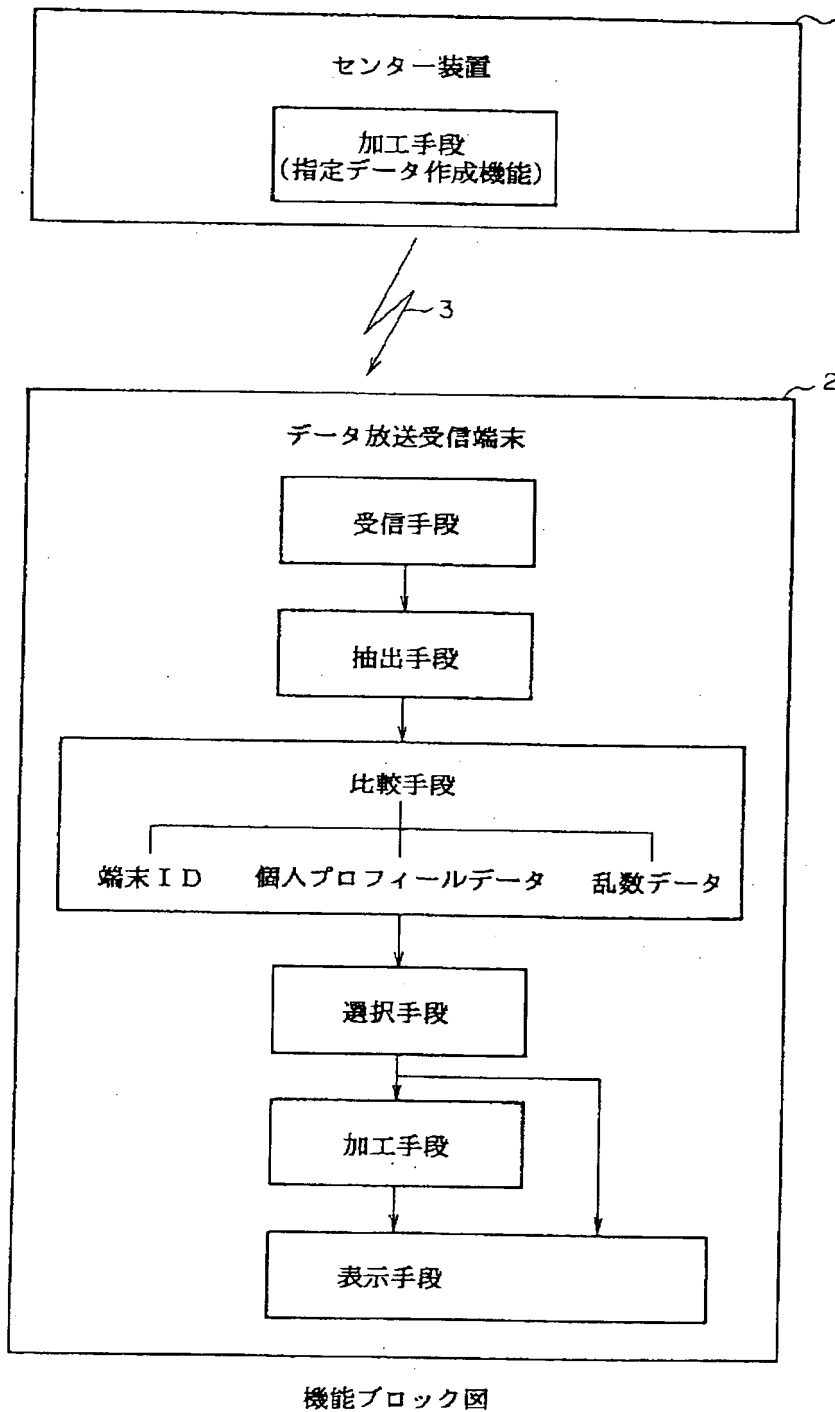 センター装置
加工手段
(指定データ作成機能)
3
2
データ放送受信端末
受信手段
抽出手段
比較手段
端末ID 個人プロフィールデータ 乱数データ
選択手段
加工手段
表示手段
機能ブロック図